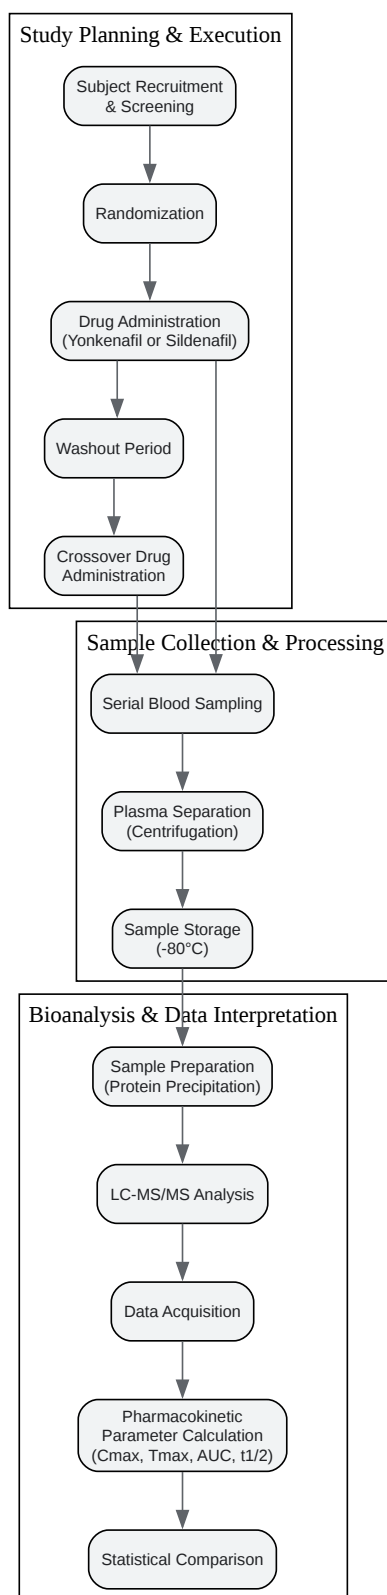 Study Planning & Execution
Subject Recruitment
& Screening
Randomization
Drug Administration
(Yonkenafil or Sildenafil)
Washout Period
Crossover Drug
Administration
Sample Collection & Processing
Serial Blood Sampling
Plasma Separation
(Centrifugation)
Sample Storage
(-80°C)
Bioanalysis & Data Interpretation
Sample Preparation
(Protein Precipitation)
LC-MS/MS Analysis
Data Acquisition
Pharmacokinetic
Parameter Calculation
(Cmax, Tmax, AUC, t1/2)
Statistical Comparison